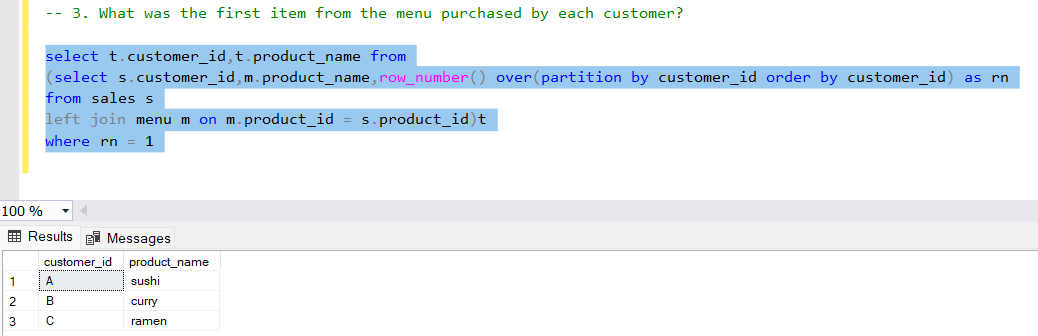 -- 3. What was the first item from the menu purchased by each customer?
select t.customer_id,t.product_name from
(select s.customer_id,m.product_name,row_number() over(partition by customer_id order by customer_id) as rn
from sales s
left join menu m on m.product_id = s.product_id)t
where rn = 1
100 %
Results Messages
customer_id product_name
1 A sushi
2 B curry
3 C ramen